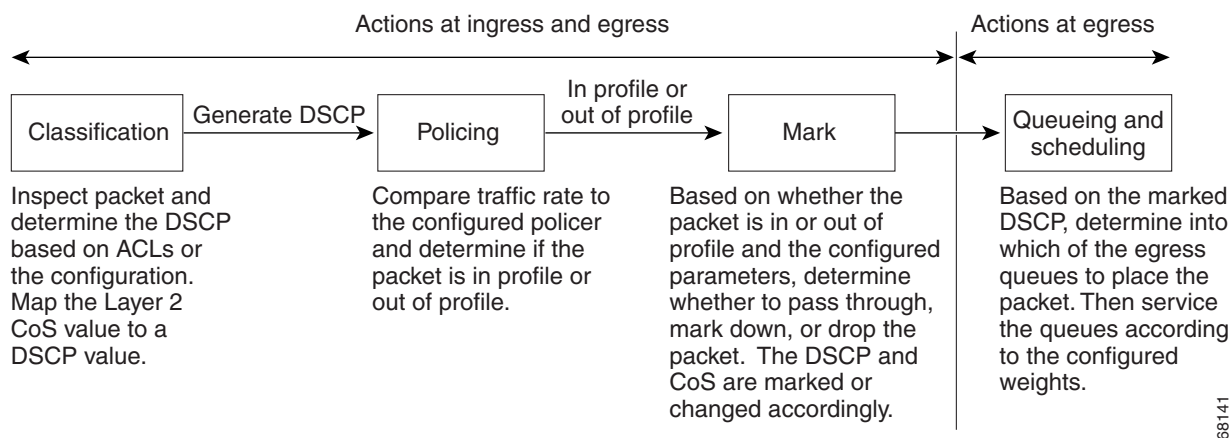 Actions at ingress and egress
Actions at egress
Classification
Generate DSCP
Policing
In profile or
out of profile
Mark
Queueing and
scheduling
Inspect packet and
determine the DSCP
based on ACLs or
the configuration.
Map the Layer 2
CoS value to a
DSCP value.
Compare traffic rate to
the configured policer
and determine if the
packet is in profile or
out of profile.
Based on whether the
packet is in or out of
profile and the configured
parameters, determine
whether to pass through,
mark down, or drop the
packet. The DSCP and
CoS are marked or
changed accordingly.
Based on the marked
DSCP, determine into
which of the egress
queues to place the
packet. Then service
the queues according
to the configured
weights.
68141